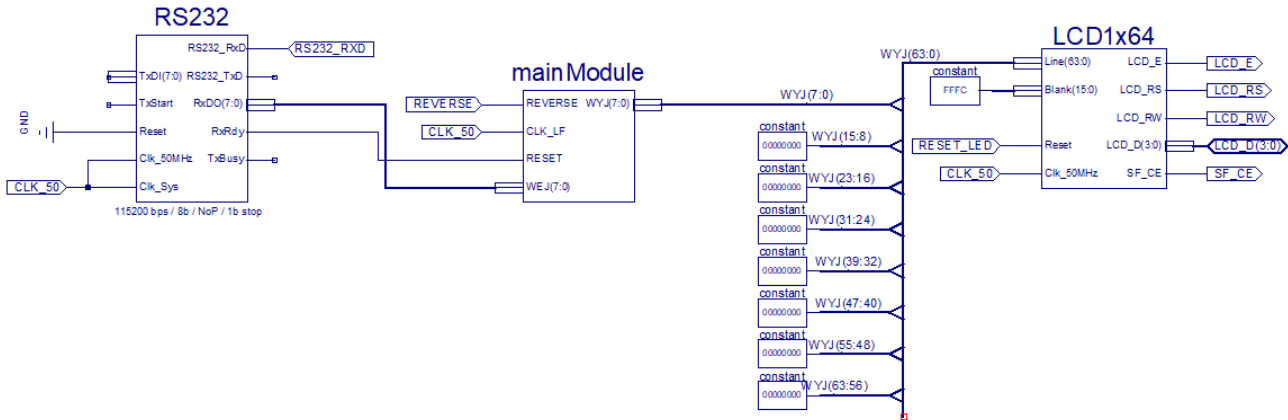 RS232
RS232_RxD
RS232_RXD
TxDI(7:0)
RS232_TxD
TxStart
RxDO(7:0)
GND
Reset
RxRdy
Clk_50MHz
TxBusy
CLK_50
Clk_Sys
115200 bps / 8b / NoP / 1b stop
mainModule
REVERSE
REVERSE
WYJ(7:0)
CLK_50
CLK_LF
RESET
WEJ(7:0)
WYJ(63:0)
WYJ(7:0)
constant
00000000
WYJ(15:8)
constant
00000000
WYJ(23:16)
constant
00000000
WYJ(31:24)
constant
00000000
WYJ(39:32)
constant
00000000
WYJ(47:40)
constant
00000000
WYJ(55:48)
constant
00000000
WYJ(63:56)
LCD1x64
Line(63:0)
LCD_E
LCD_E
constant
FFFC
Blank(15:0)
LCD_RS
LCD_RS
LCD_RW
LCD_RW
RESET_LED
Reset
LCD_D(3:0)
LCD_D(3:0)
CLK_50
Clk_50MHz
SF_CE
SF_CE